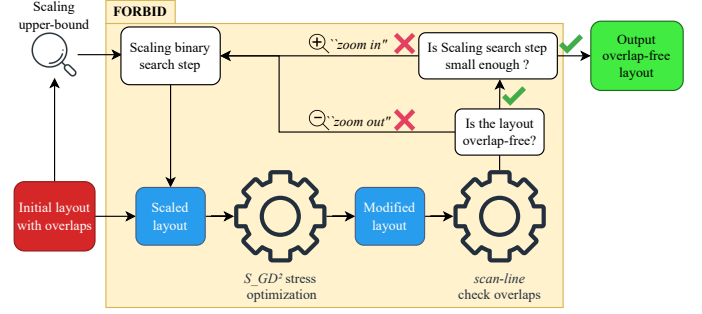 Scaling
upper-bound
FORBID
Scaling binary
search step
``zoom in"
Is Scaling search step
small enough ?
Output
overlap-free
layout
``zoom out"
Is the layout
overlap-free?
Initial layout
with overlaps
Scaled
layout
Modified
layout
S_GD² stress
optimization
scan-line
check overlaps